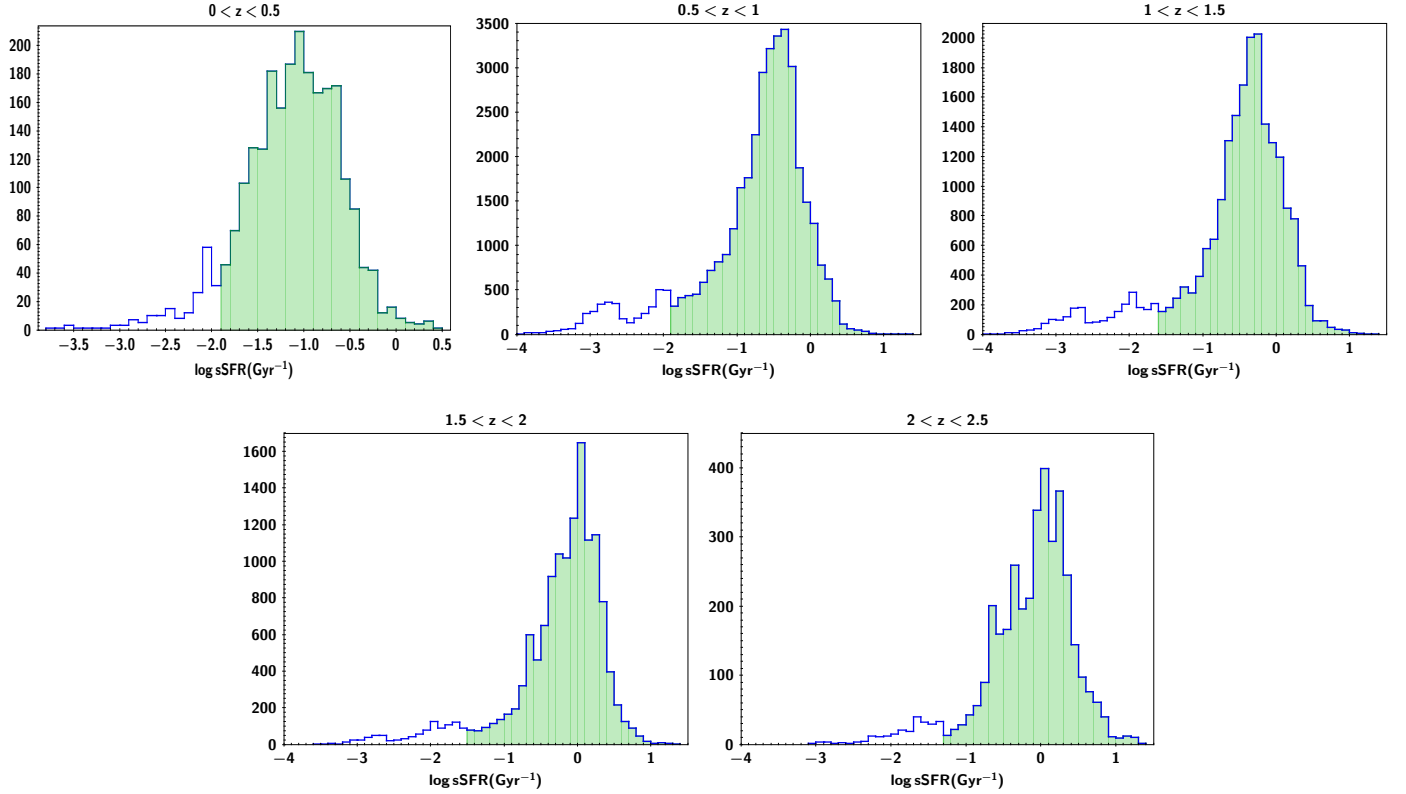 0 < z < 0.5
0.5 < z < 1
1 < z < 1.5
200
180
160
140
120
100
80
60
40
20
0
−3.5 −3.0 −2.5 −2.0 −1.5 −1.0 −0.5 0 0.5
log sSFR(Gyr⁻¹)
3500
3000
2500
2000
1500
1000
500
0
−4 −3 −2 −1 0 1
log sSFR(Gyr⁻¹)
2000
1800
1600
1400
1200
1000
800
600
400
200
0
−4 −3 −2 −1 0 1
log sSFR(Gyr⁻¹)
1.5 < z < 2
2 < z < 2.5
1600
1400
1200
1000
800
600
400
200
0
−4 −3 −2 −1 0 1
log sSFR(Gyr⁻¹)
400
300
200
100
0
−4 −3 −2 −1 0 1
log sSFR(Gyr⁻¹)